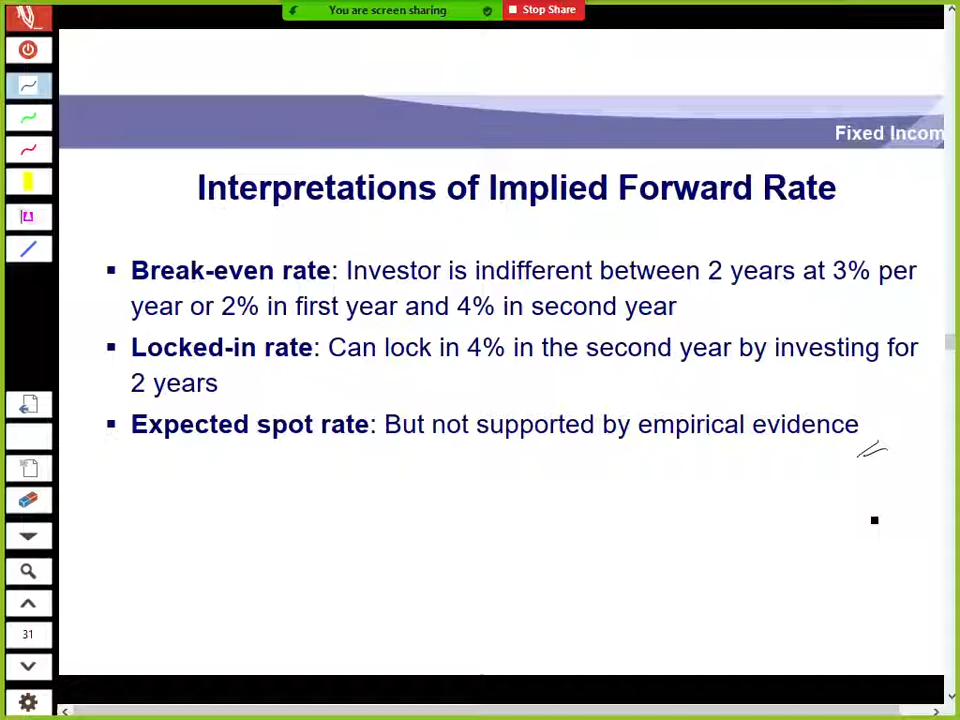 You are screen sharing
Stop Share
Fixed Incom
Interpretations of Implied Forward Rate
▪ Break-even rate: Investor is indifferent between 2 years at 3% per
year or 2% in first year and 4% in second year
▪ Locked-in rate: Can lock in 4% in the second year by investing for
2 years
▪ Expected spot rate: But not supported by empirical evidence
31